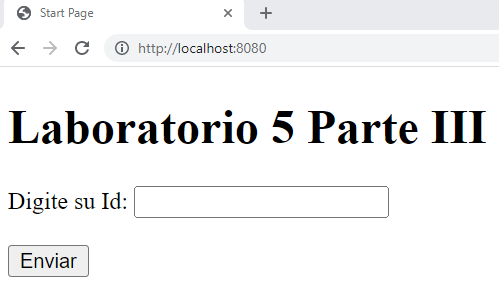 Start Page
http://localhost:8080
Laboratorio 5 Parte III
Digite su Id:
Enviar